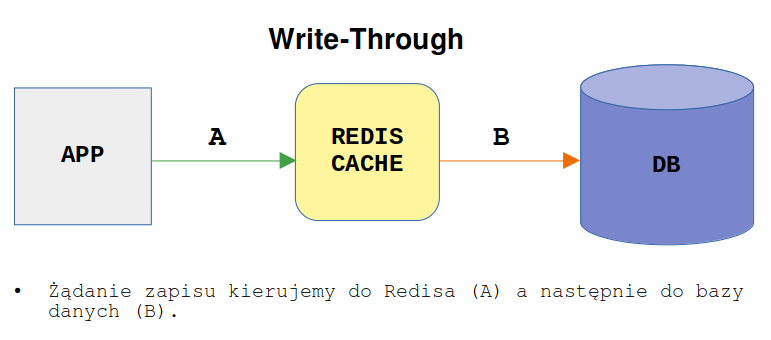 Write-Through
APP
A
REDIS
CACHE
B
DB
• Żądanie zapisu kierujemy do Redisa (A) a następnie do bazy
danych (B).